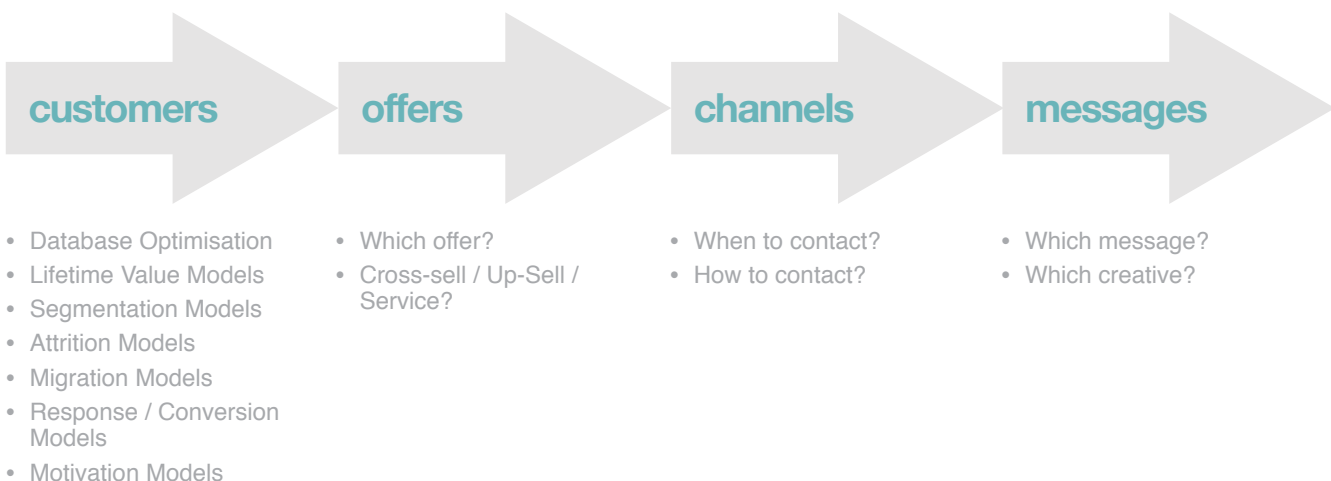 customers
• Database Optimisation
• Lifetime Value Models
• Segmentation Models
• Attrition Models
• Migration Models
• Response / Conversion
Models
• Motivation Models
offers
• Which offer?
• Cross-sell / Up-Sell /
Service?
channels
• When to contact?
• How to contact?
messages
• Which message?
• Which creative?